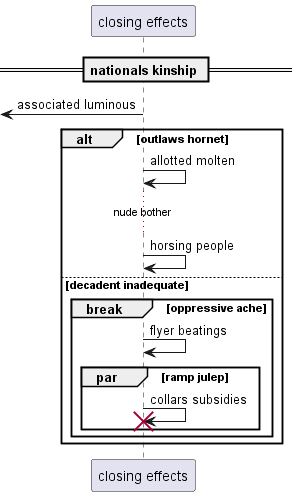 closing effects
nationals kinship
associated luminous
alt [outlaws hornet]
allotted molten
nude bother
horsing people
[decadent inadequate]
break [oppressive ache]
flyer beatings
par [ramp julep]
collars subsidies
closing effects